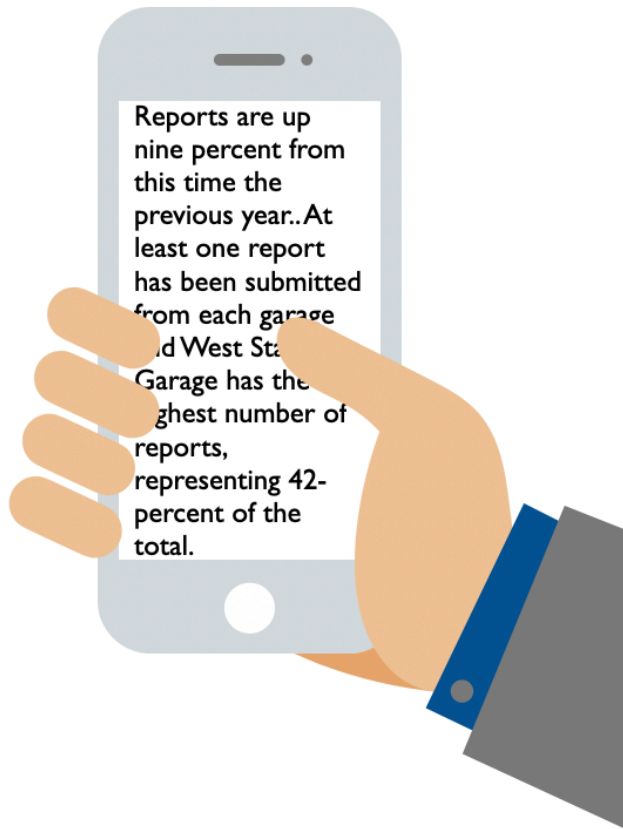 Reports are up
nine percent from
this time the
previous year..At
least one report
has been submitted
from each garage
West
Garage has the
number of
reports,
representing 42-
percent of the
total.